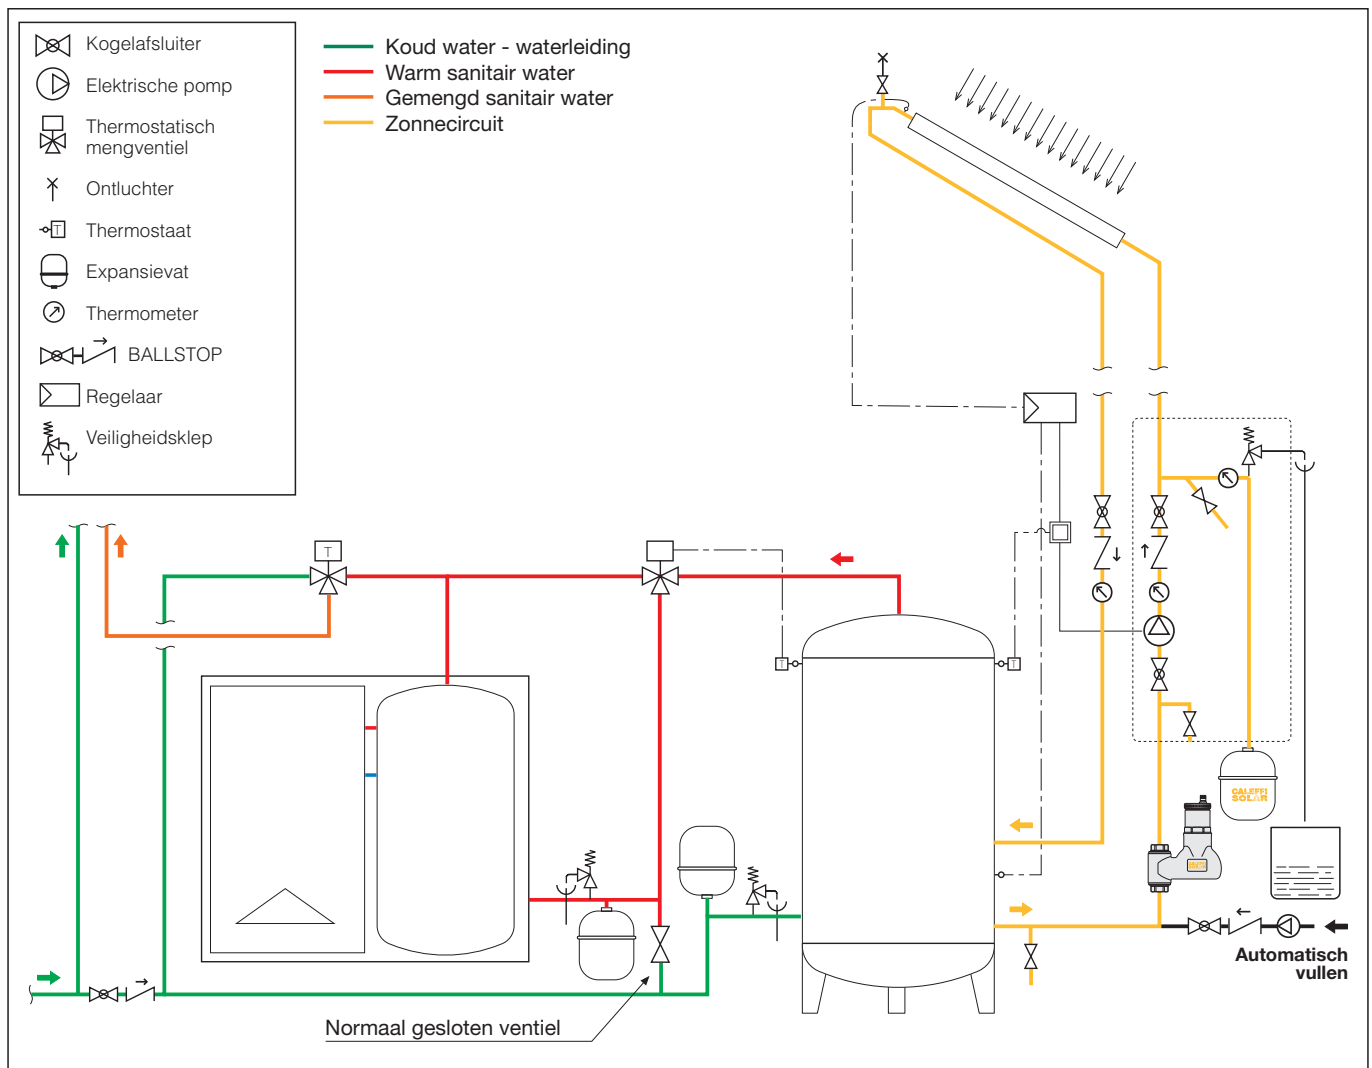 Kogelafsluiter
Elektrische pomp
Thermostatisch
mengventiel
Ontluchter
T
Thermostaat
Expansievat
Thermometer
BALLSTOP
Regelaar
Veiligheidsklep
Koud water - waterleiding
Warm sanitair water
Gemengd sanitair water
Zonnecircuit
T
T
T
CALEFFI
SOLAR
Automatisch
vullen
Normaal gesloten ventiel